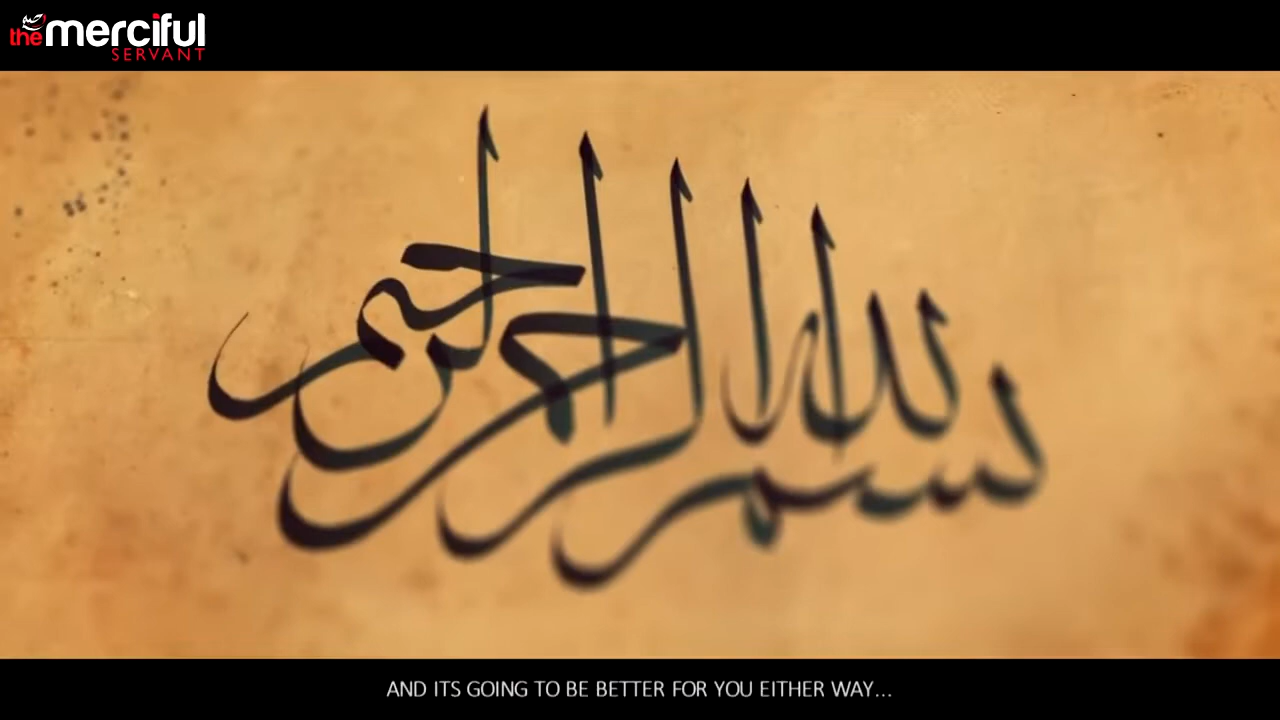 the merciful
SERVANT
بسم الله الرحمن الرحيم
AND ITS GOING TO BE BETTER FOR YOU EITHER WAY...